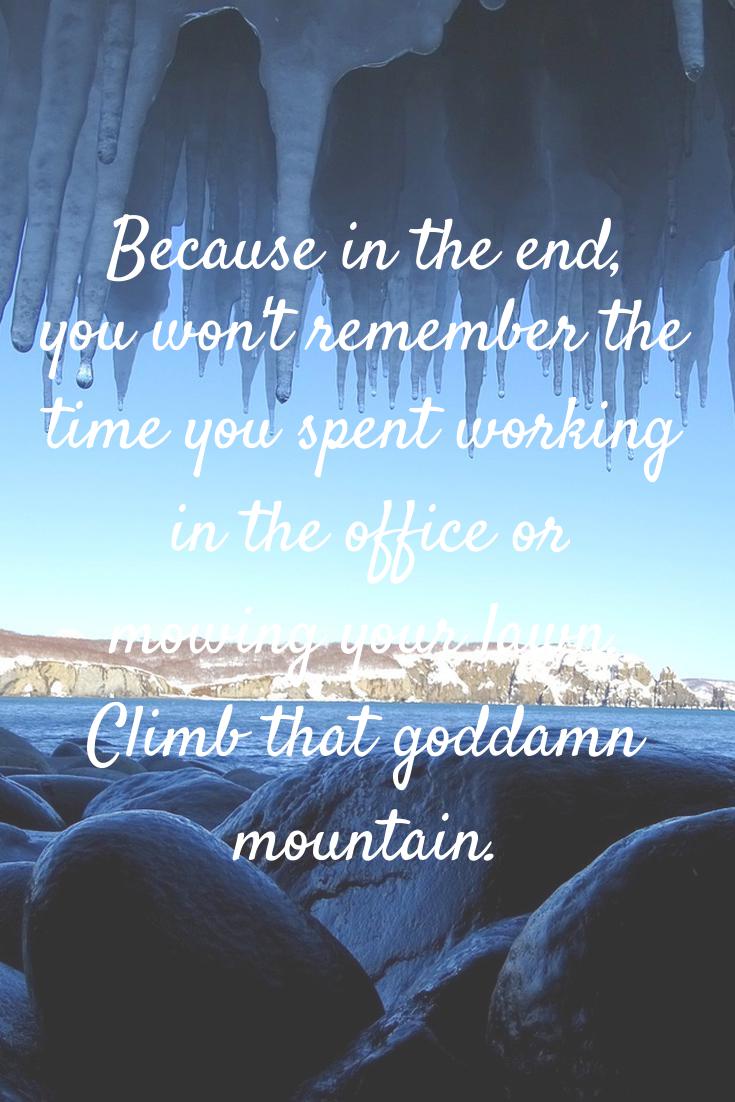 Because in the end,
you won't remember the
time you spent working
in the office or
mowing your lawn.
Climb that goddamn
mountain.